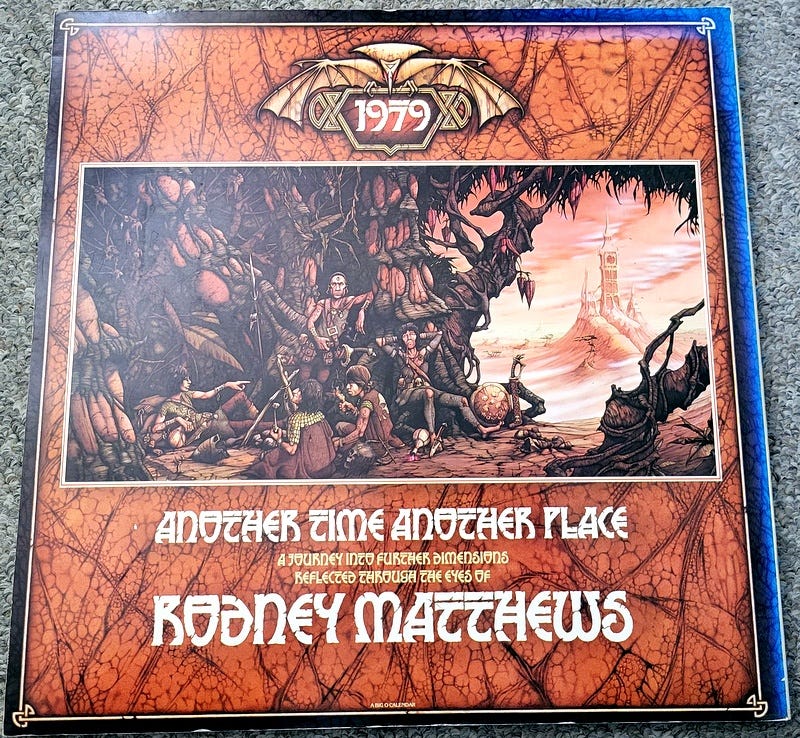 1979
ANOTHER TIME ANOTHER PLACE
A JOURNEY INTO FURTHER DIMENSIONS
REFLECTED THROUGH THE EYES OF
RODNEY MATTHEWS
A BIG O CALENDAR